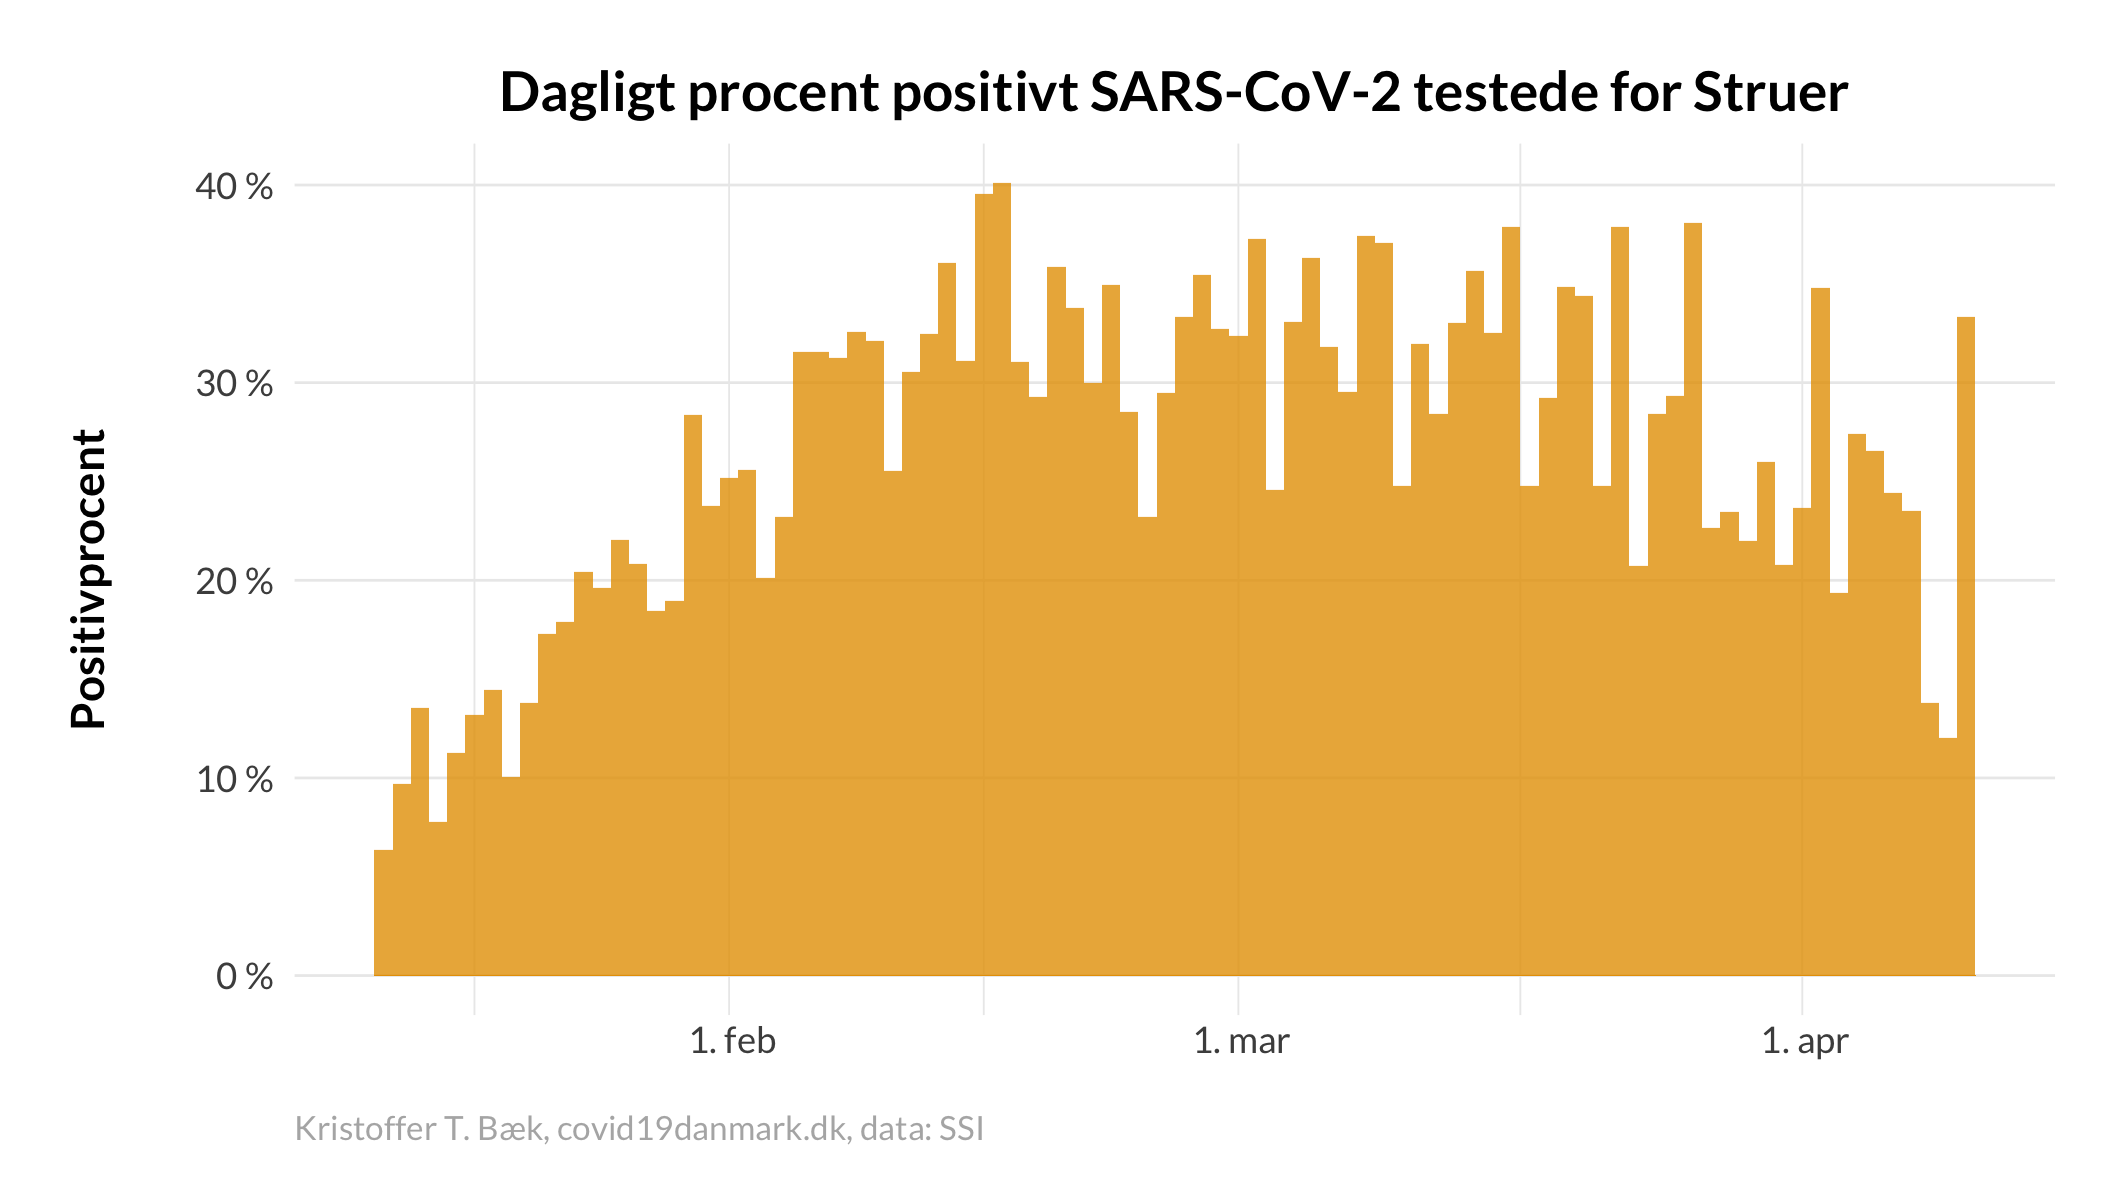 Dagligt procent positivt SARS-CoV-2 testede for Struer
Positivprocent
40 %
30 %
20 %
10 %
0 %
1. feb
1. mar
1. apr
Kristoffer T. Bæk, covid19danmark.dk, data: SSI